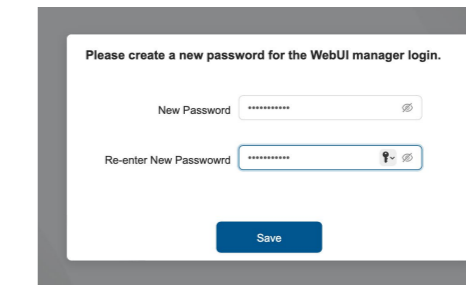 Please create a new password for the WebUI manager login.
New Password •••••••••••
Re-enter New Passwowrd •••••••••••
Save